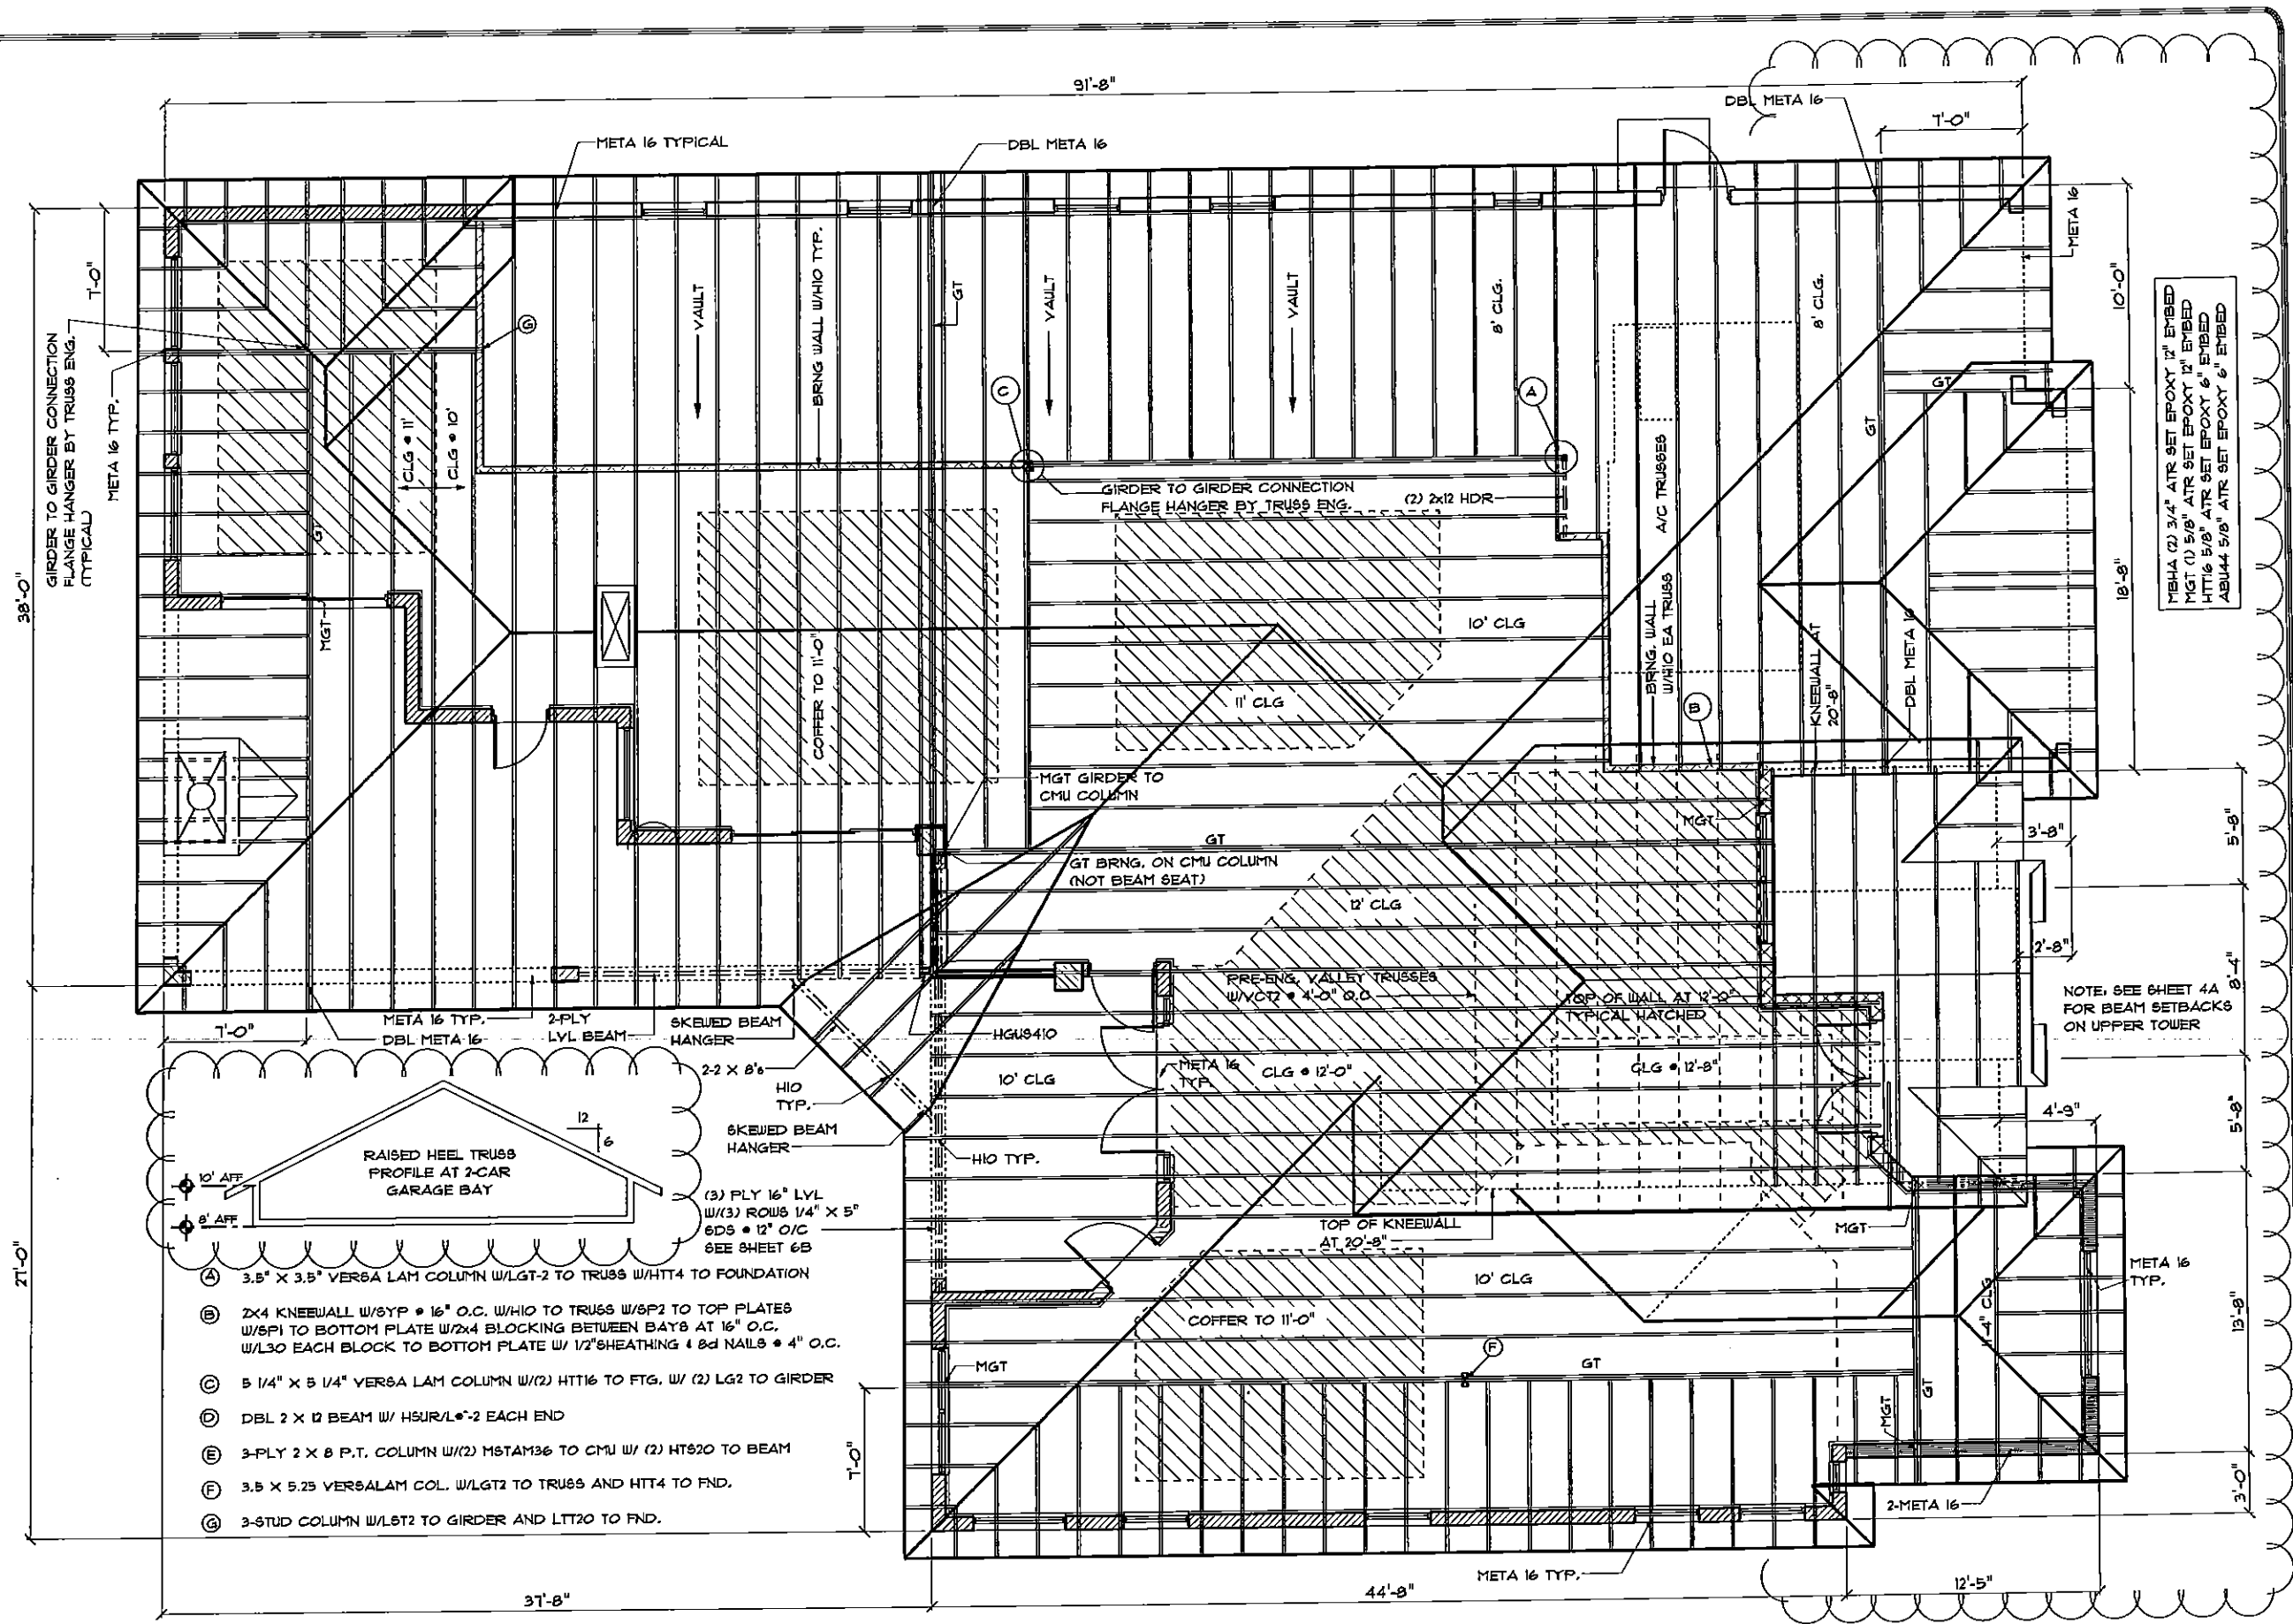 91'-8"
DBL META 16
7'-0"
META 16 TYPICAL
DBL META 16
META 16
7'-0"
10'-0"
GIRDER TO GIRDER CONNECTION
FLANGE HANGER BY TRUSS ENG.
(TYPICAL)
META 16 TYP.
VAULT
BRNG WALL W/H10 TYP.
GT
VAULT
VAULT
8' CLG.
8' CLG.
G
C
A
GT
GT
MBHA (2) 3/4" ATR SET EPOXY 12" EMBED
MGT (1) 5/8" ATR SET EPOXY 12" EMBED
HTT16 5/8" ATR SET EPOXY 6" EMBED
ABU44 5/8" ATR SET EPOXY 6" EMBED
CLG @ 11'
CLG @ 10'
GT
GIRDER TO GIRDER CONNECTION
FLANGE HANGER BY TRUSS ENG.
(2) 2x12 HDR
A/C TRUSSES
38'-0"
18'-8"
MGT
10' CLG
BRNG. WALL
W/H10 EA TRUSS
KNEEWALL AT
20'-8"
DBL META 16
COFFER TO 11'-0"
11' CLG
B
MGT GIRDER TO
CMU COLUMN
MGT
GT
GT BRNG. ON CMU COLUMN
(NOT BEAM SEAT)
3'-8"
5'-8"
12' CLG
2'-8"
8'-4"
PRE-ENG. VALLEY TRUSSES
W/VCT2 @ 4'-0" O.C.
TOP OF WALL AT 12'-0"
TYPICAL HATCHED
NOTE: SEE SHEET 4A
FOR BEAM SETBACKS
ON UPPER TOWER
7'-0"
META 16 TYP.
DBL META 16
2-PLY
LVL BEAM
SKEWED BEAM
HANGER
HGUS410
2-2 X 8's
H10
TYP.
10' CLG
META 16
TYP.
CLG @ 12'-0"
CLG @ 12'-8"
SKEWED BEAM
HANGER
H10 TYP.
4'-9"
5'-8"
12
6
RAISED HEEL TRUSS
PROFILE AT 2-CAR
GARAGE BAY
10' AFF
8' AFF
(3) PLY 16" LVL
W/(3) ROWS 1/4" X 5"
SDS @ 12" O/C
SEE SHEET 6B
TOP OF KNEEWALL
AT 20'-8"
MGT
27'-0"
META 16
TYP.
10' CLG
13'-8"
COFFER TO 11'-0"
F
GT
MGT
GT
MGT
7'-0"
A 3.5" X 3.5" VERSA LAM COLUMN W/LGT-2 TO TRUSS W/HTT4 TO FOUNDATION
B 2X4 KNEEWALL W/SYP @ 16" O.C. W/H10 TO TRUSS W/SP2 TO TOP PLATES
W/SP1 TO BOTTOM PLATE W/2x4 BLOCKING BETWEEN BAYS AT 16" O.C.
W/L30 EACH BLOCK TO BOTTOM PLATE W/ 1/2"SHEATHING & 8d NAILS @ 4" O.C.
C 5 1/4" X 5 1/4" VERSA LAM COLUMN W/(2) HTT16 TO FTG. W/ (2) LG2 TO GIRDER
D DBL 2 X 12 BEAM W/ HSUR/L*-2 EACH END
E 3-PLY 2 X 8 P.T. COLUMN W/(2) MSTAM36 TO CMU W/ (2) HTS20 TO BEAM
F 3.5 X 5.25 VERSALAM COL. W/LGT2 TO TRUSS AND HTT4 TO FND.
G 3-STUD COLUMN W/LST2 TO GIRDER AND LTT20 TO FND.
2-META 16
3'-0"
META 16 TYP.
37'-8"
44'-8"
12'-5"